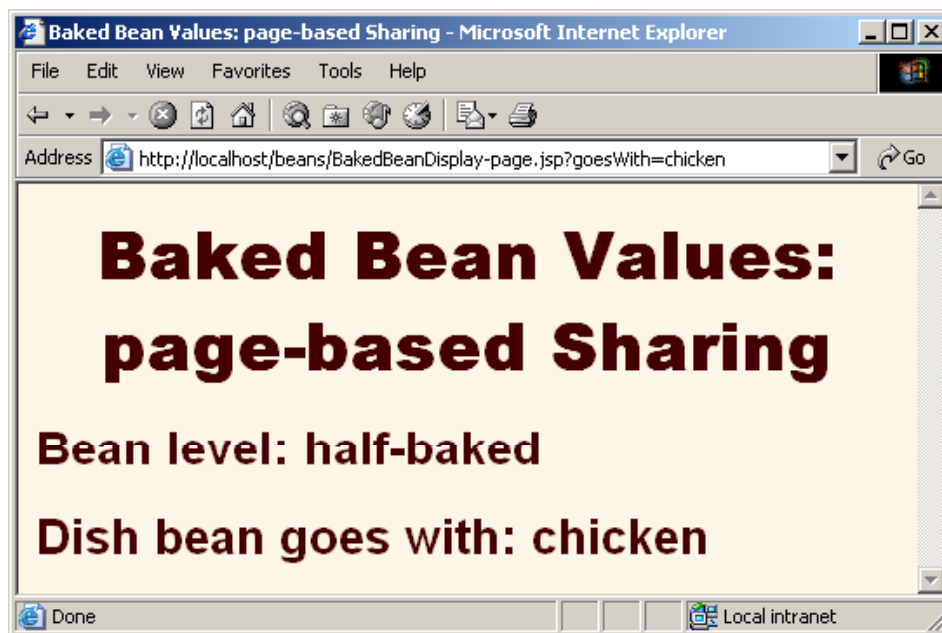 Baked Bean Values: page-based Sharing - Microsoft Internet Explorer
File Edit View Favorites Tools Help
Address http://localhost/beans/BakedBeanDisplay-page.jsp?goesWith=chicken Go
Baked Bean Values:
page-based Sharing
Bean level: half-baked
Dish bean goes with: chicken
Done Local intranet